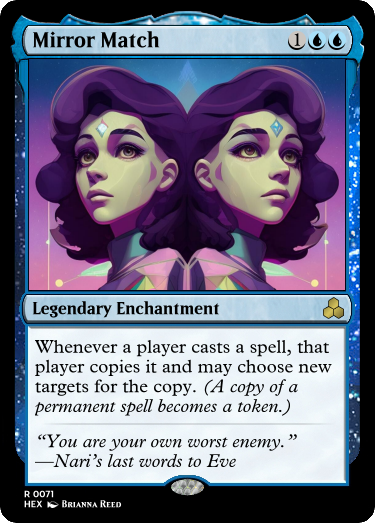 Mirror Match 1
Legendary Enchantment
Whenever a player casts a spell, that
player copies it and may choose new
targets for the copy. (A copy of a
permanent spell becomes a token.)
“You are your own worst enemy.”
—Nari's last words to Eve
R 0071
HEX Brianna Reed